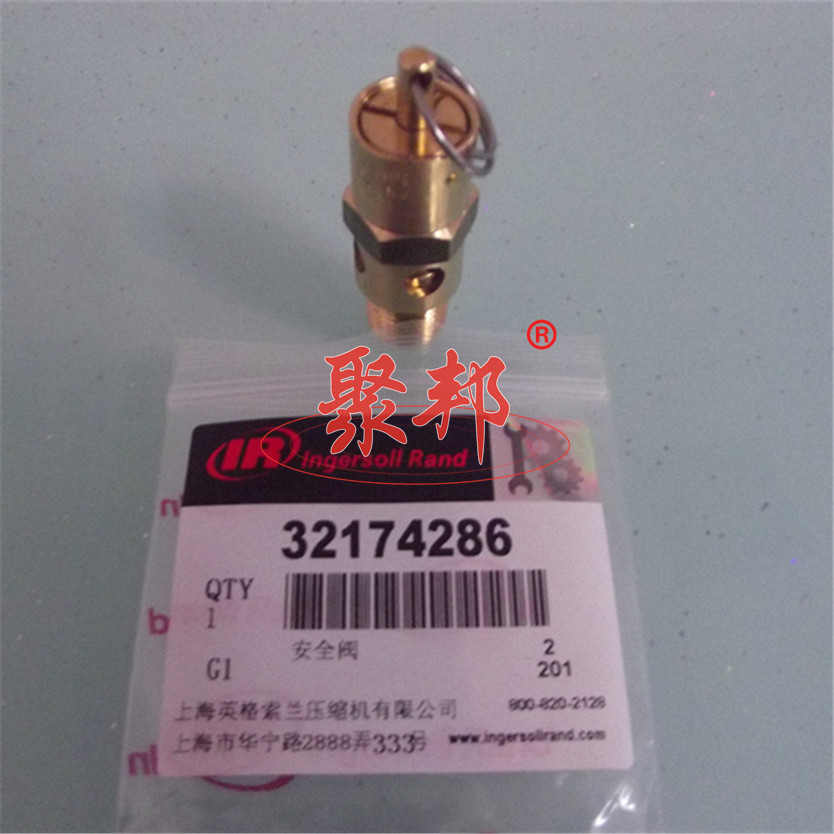 ®
聚邦
IR Ingersoll Rand
32174286
QTY
1
安全阀 2
G1 201
上海英格索兰压缩机有限公司 800-820-2128
上海市华宁路2888弄333号 www.ingersollrand.com